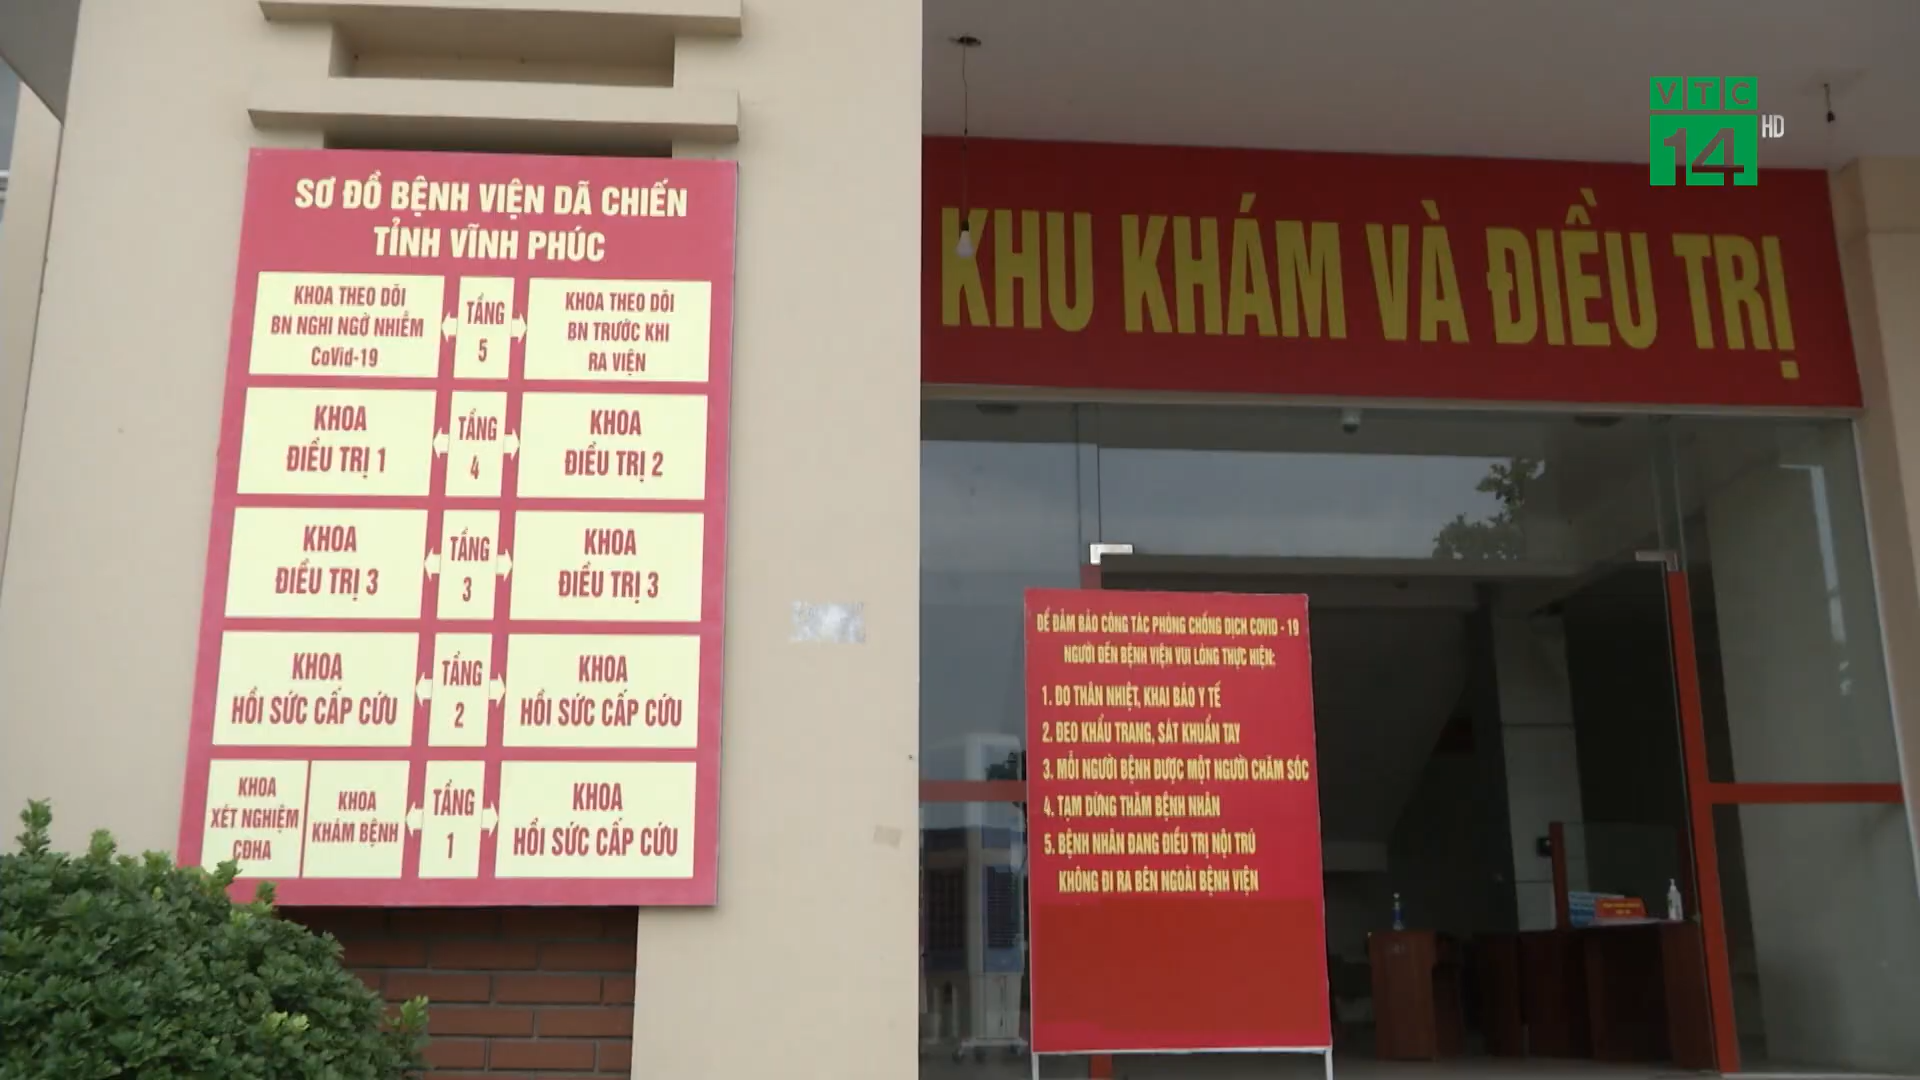 SƠ ĐỒ BỆNH VIỆN DÃ CHIẾN
TỈNH VĨNH PHÚC
KHOA THEO DÕI
BN NGHI NGỜ NHIỄM
CoVid-19
TẦNG
5
KHOA THEO DÕI
BN TRƯỚC KHI
RA VIỆN
KHOA
ĐIỀU TRỊ 1
TẦNG
4
KHOA
ĐIỀU TRỊ 2
KHOA
ĐIỀU TRỊ 3
TẦNG
3
KHOA
ĐIỀU TRỊ 3
KHOA
HỒI SỨC CẤP CỨU
TẦNG
2
KHOA
HỒI SỨC CẤP CỨU
KHOA
XÉT NGHIỆM
CĐHA
KHOA
KHÁM BỆNH
TẦNG
1
KHOA
HỒI SỨC CẤP CỨU
VTC
14 HD
KHU KHÁM VÀ ĐIỀU TRỊ
ĐỂ ĐẢM BẢO CÔNG TÁC PHÒNG CHỐNG DỊCH COVID - 19
NGƯỜI ĐẾN BỆNH VIỆN VUI LÒNG THỰC HIỆN:
1. ĐO THÂN NHIỆT, KHAI BÁO Y TẾ
2. ĐEO KHẨU TRANG, SÁT KHUẨN TAY
3. MỖI NGƯỜI BỆNH ĐƯỢC MỘT NGƯỜI CHĂM SÓC
4. TẠM DỪNG THĂM BỆNH NHÂN
5. BỆNH NHÂN ĐANG ĐIỀU TRỊ NỘI TRÚ
KHÔNG ĐI RA BÊN NGOÀI BỆNH VIỆN